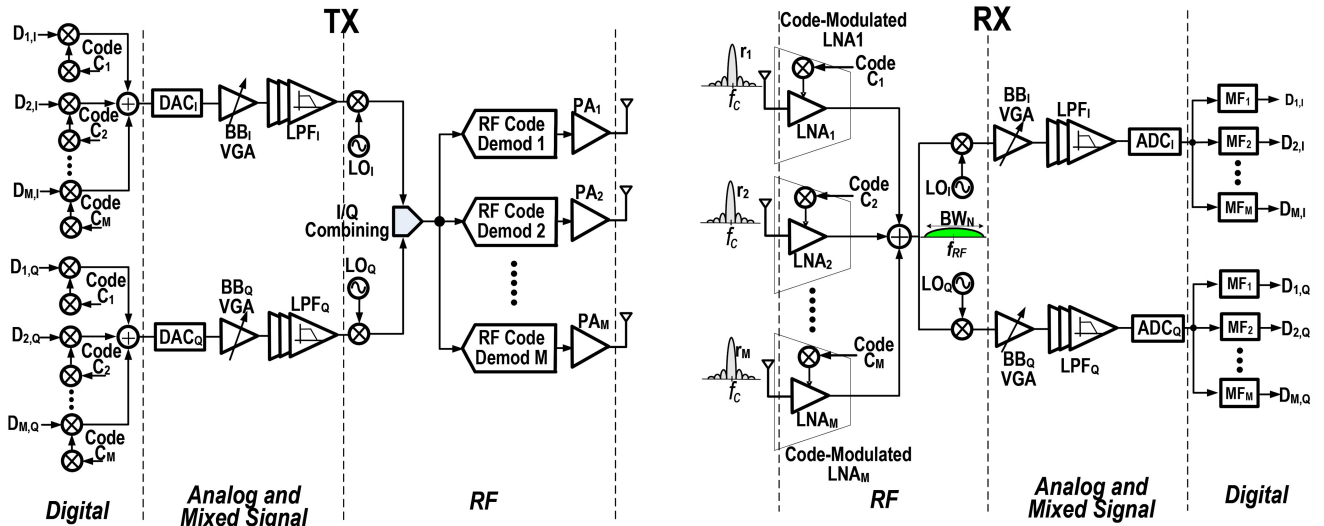 TX
D1,I
Code
C1
D2,I
Code
C2
DM,I
Code
CM
DACI
BBI
VGA
LPFI
LOI
D1,Q
Code
C1
D2,Q
Code
C2
DM,Q
Code
CM
DACQ
BBQ
VGA
LPFQ
LOQ
I/Q
Combining
RF Code
Demod 1
PA1
RF Code
Demod 2
PA2
RF Code
Demod M
PAM
Digital
Analog and
Mixed Signal
RF
RX
Code-Modulated
LNA1
r1
fC
Code
C1
LNA1
r2
fC
Code
C2
LNA2
rM
fC
Code
CM
LNAM
Code-Modulated
LNAM
BWN
fRF
LOI
LOQ
BBI
VGA
LPFI
ADCI
MF1
D1,I
MF2
D2,I
MFM
DM,I
BBQ
VGA
LPFQ
ADCQ
MF1
D1,Q
MF2
D2,Q
MFM
DM,Q
RF
Analog and
Mixed Signal
Digital